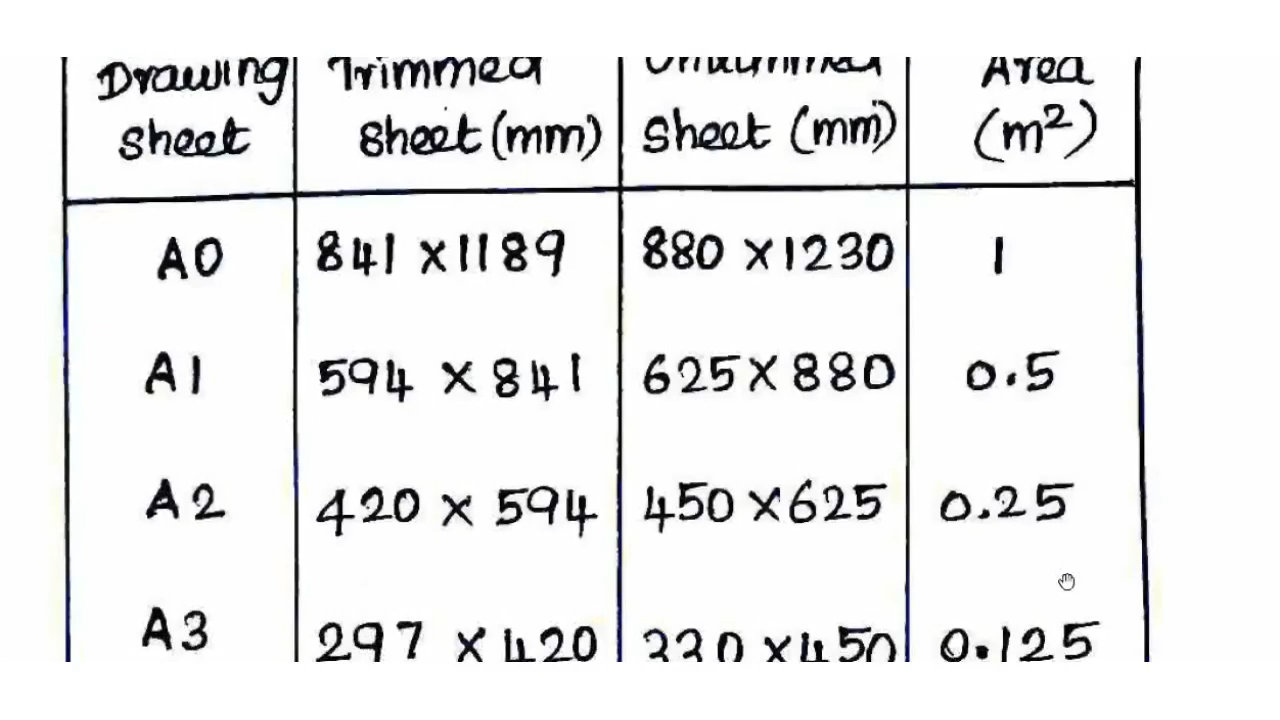 Drawing Trimmed Area
sheet sheet (mm) sheet (mm) (m²)
A0 841 x 1189 880 x 1230 1
A1 594 x 841 625 x 880 0.5
A2 420 x 594 450 x 625 0.25
A3 297 x 420 330 x 450 0.125